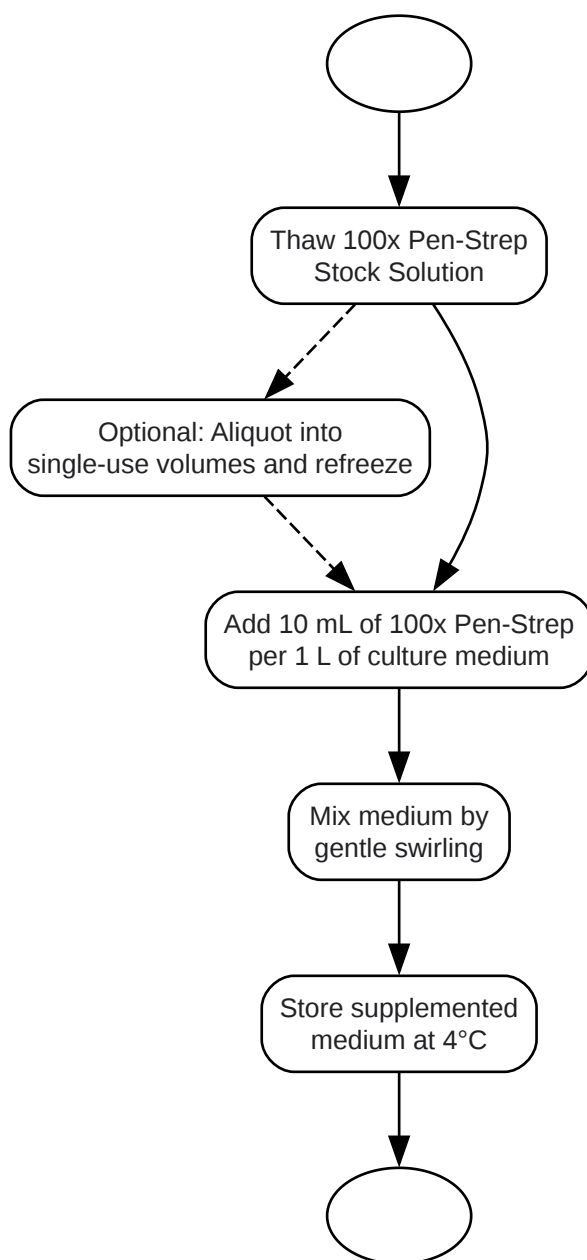 Thaw 100x Pen-Strep
Stock Solution
Optional: Aliquot into
single-use volumes and refreeze
Add 10 mL of 100x Pen-Strep
per 1 L of culture medium
Mix medium by
gentle swirling
Store supplemented
medium at 4°C